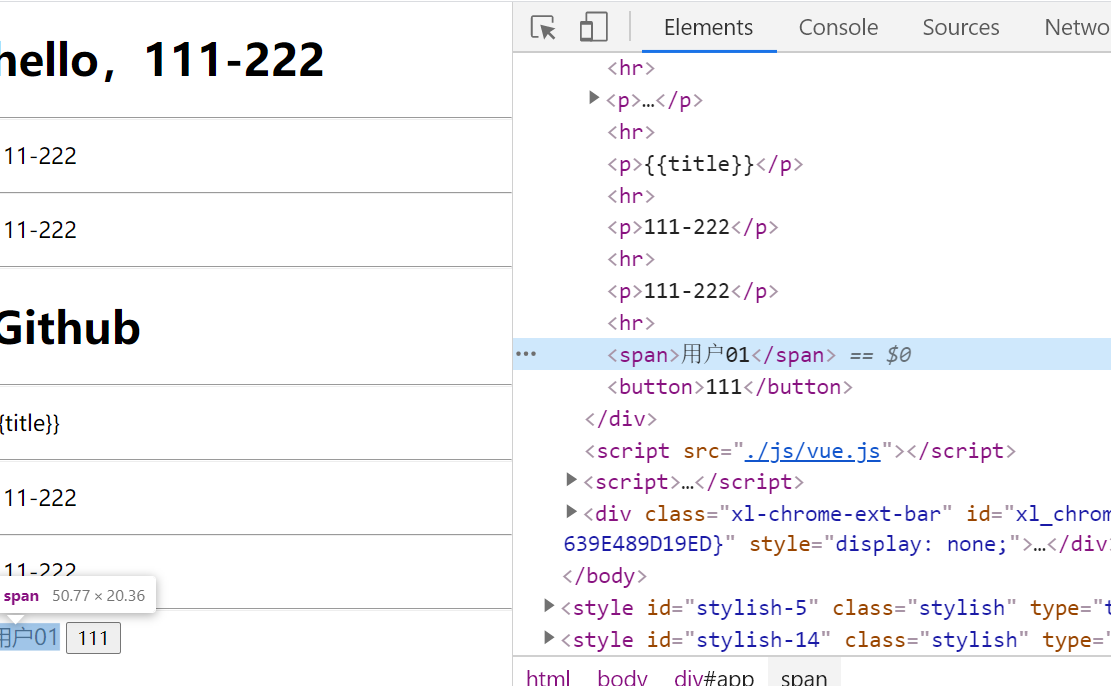 hello，111-222
11-222
11-222
Github
{title}}
11-222
11-222
span 50.77 × 20.36
用户01 111
Elements Console Sources Netwo
<hr>
<p>…</p>
<hr>
<p>{{title}}</p>
<hr>
<p>111-222</p>
<hr>
<p>111-222</p>
<hr>
<span>用户01</span> == $0
<button>111</button>
</div>
<script src="./js/vue.js"></script>
<script>…</script>
<div class="xl-chrome-ext-bar" id="xl_chrom
639E489D19ED}" style="display: none;">…</div>
</body>
<style id="stylish-5" class="stylish" type="t
<style id="stylish-14" class="stylish" type="
html body div#app span